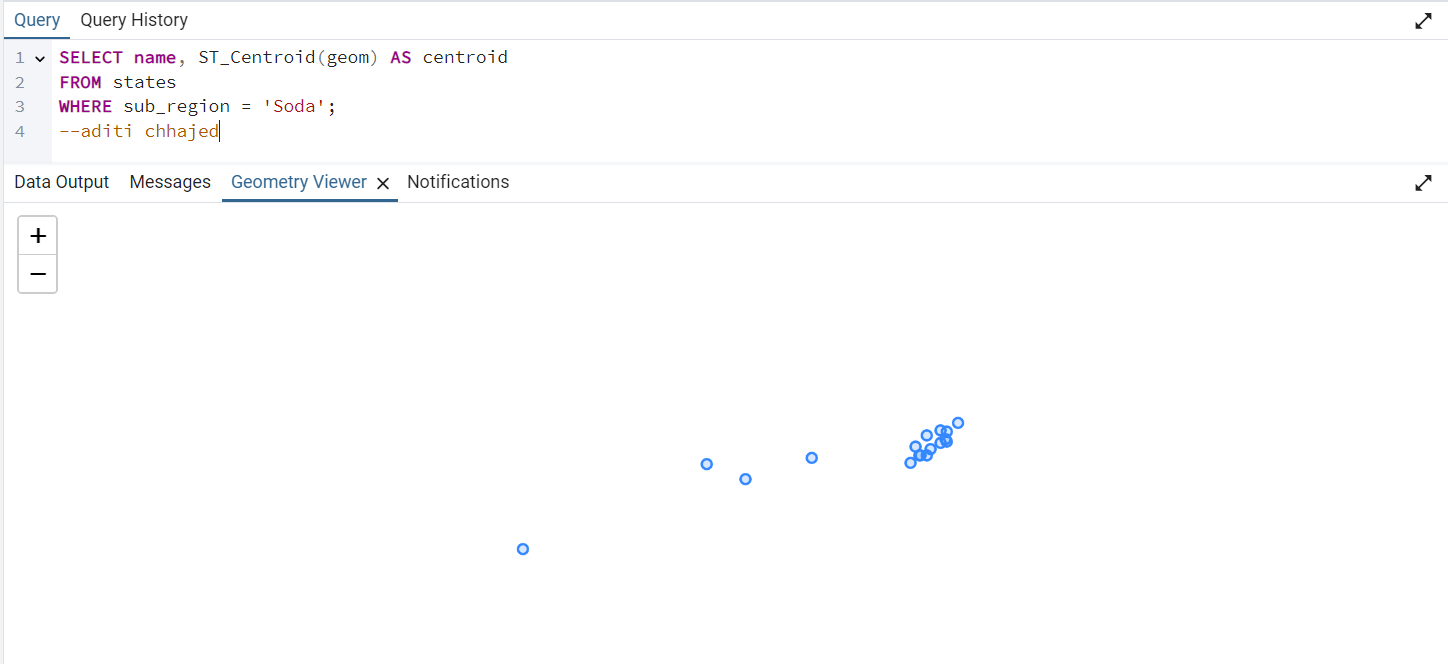 Query Query History
1 SELECT name, ST_Centroid(geom) AS centroid
2 FROM states
3 WHERE sub_region = 'Soda';
4 --aditi chhajed
Data Output Messages Geometry Viewer Notifications
+
−